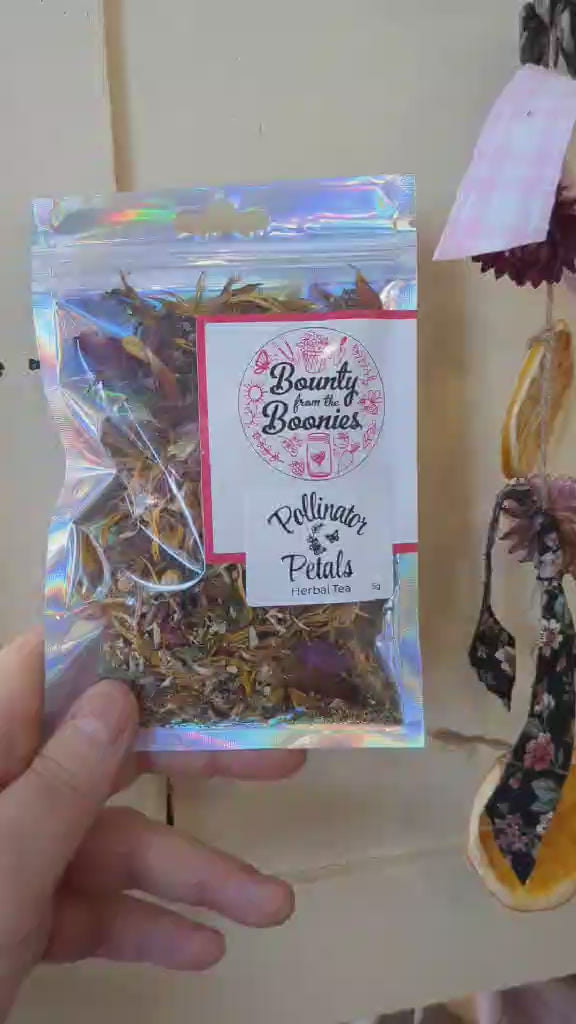 Bounty
from the
Boonies
Pollinator
Petals
Herbal Tea
5g